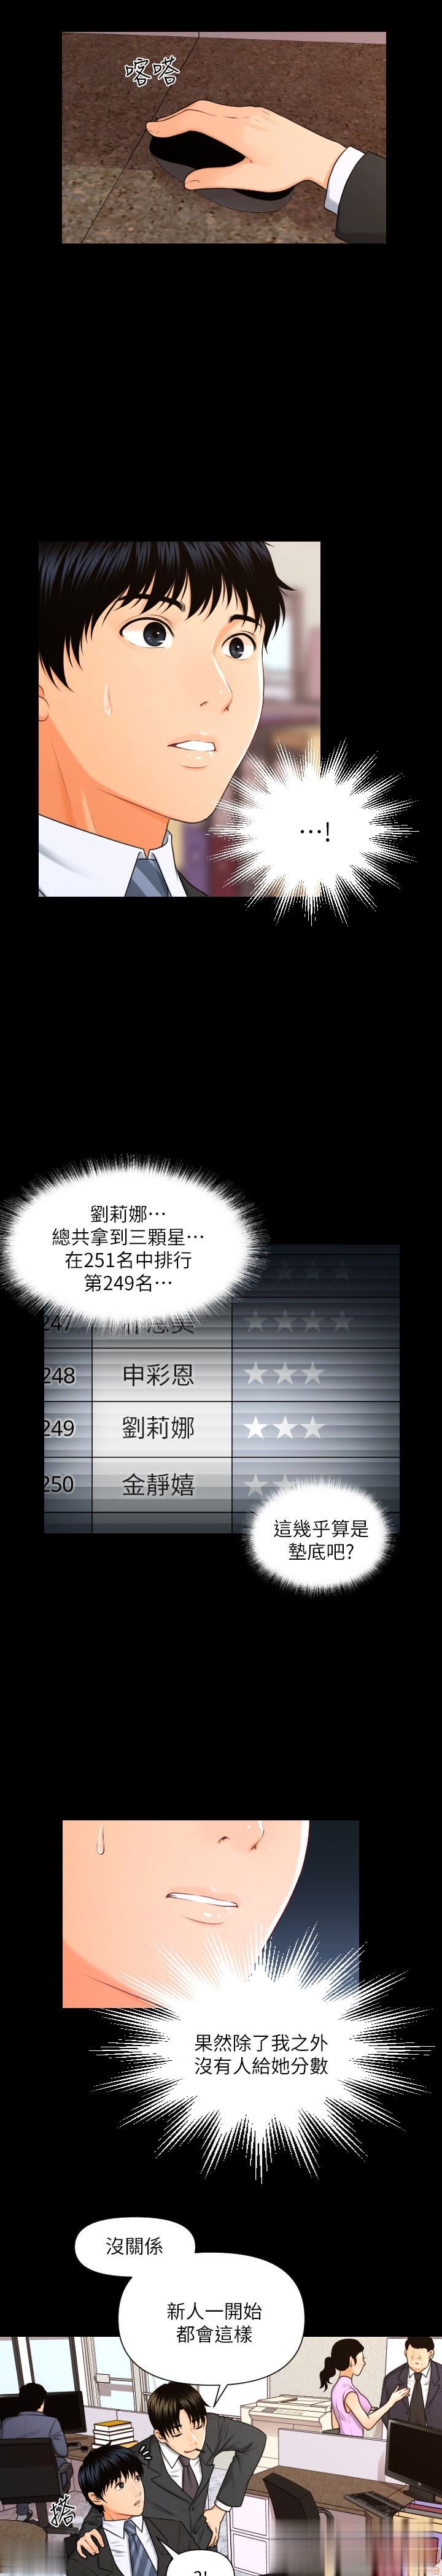 喀嗒
…!
劉莉娜…
總共拿到三顆星…
在251名中排行
第249名…
247
248 申彩恩 ★★★
249 劉莉娜 ★★★
250 金靜嬉 ★
這幾乎算是
墊底吧?
果然除了我之外
沒有人給她分數
沒關係
新人一開始
都會這樣
搭
?!